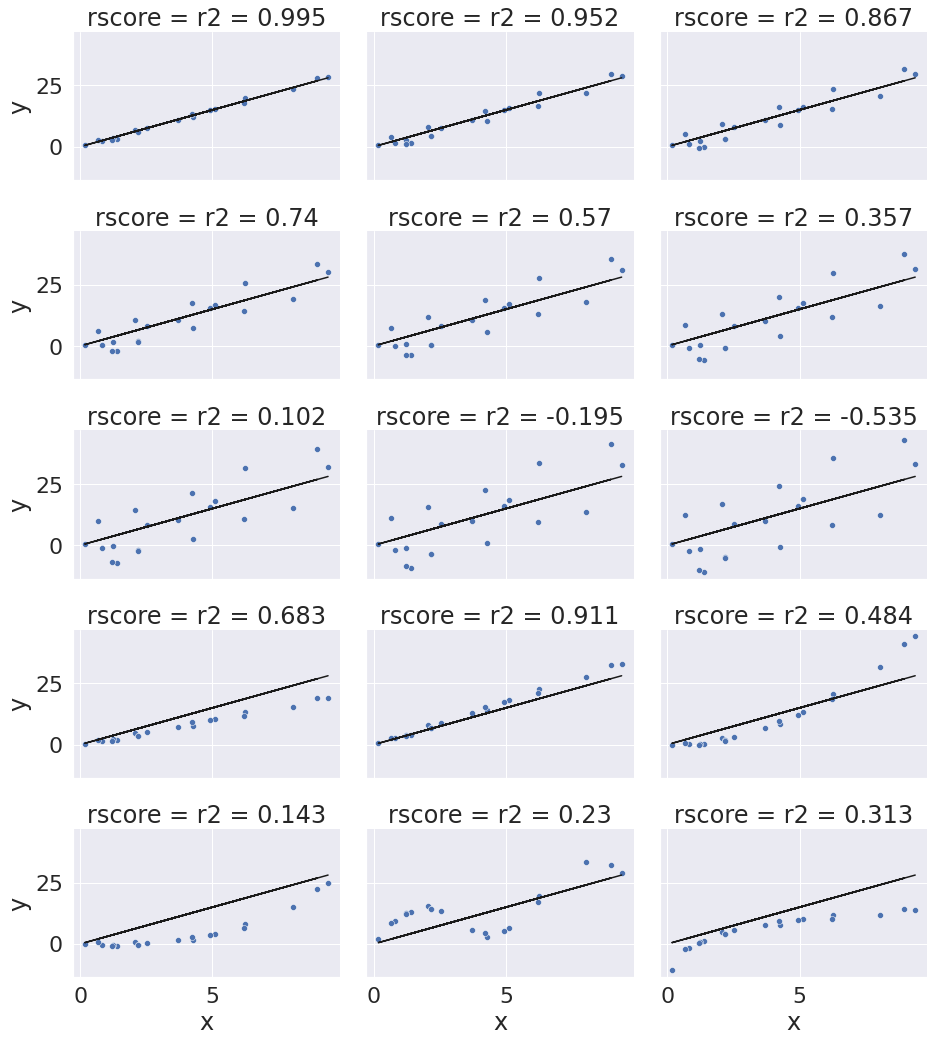 rscore = r2 = 0.995 rscore = r2 = 0.952 rscore = r2 = 0.867
25
y
0
rscore = r2 = 0.74 rscore = r2 = 0.57 rscore = r2 = 0.357
25
y
0
rscore = r2 = 0.102 rscore = r2 = -0.195 rscore = r2 = -0.535
25
y
0
rscore = r2 = 0.683 rscore = r2 = 0.911 rscore = r2 = 0.484
25
y
0
rscore = r2 = 0.143 rscore = r2 = 0.23 rscore = r2 = 0.313
25
y
0
0 5 0 5 0 5
x x x